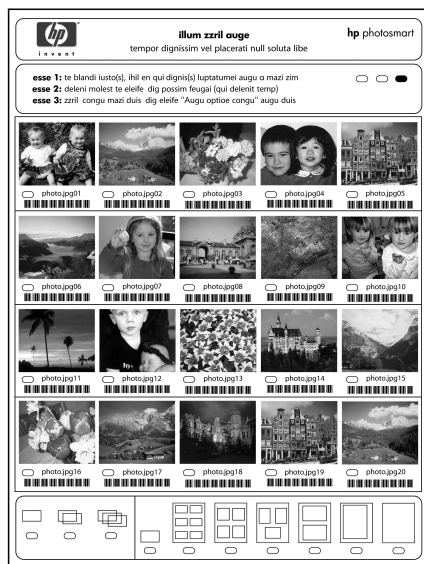 hp
invent
illum zzril auge
tempor dignissim vel placerati null soluta libe
hp photosmart
esse 1: te blandi iusto(s), ihil en qui dignis(s) luptatumei augu a mazi zim
esse 2: deleni molest te eleife dig possim feugai (qui delenit temp)
esse 3: zzril congu mazi duis dig eleife "Augu optioe congu" augu duis
photo.jpg01
photo.jpg02
photo.jpg03
photo.jpg04
photo.jpg05
photo.jpg06
photo.jpg07
photo.jpg08
photo.jpg09
photo.jpg10
photo.jpg11
photo.jpg12
photo.jpg13
photo.jpg14
photo.jpg15
photo.jpg16
photo.jpg17
photo.jpg18
photo.jpg19
photo.jpg20